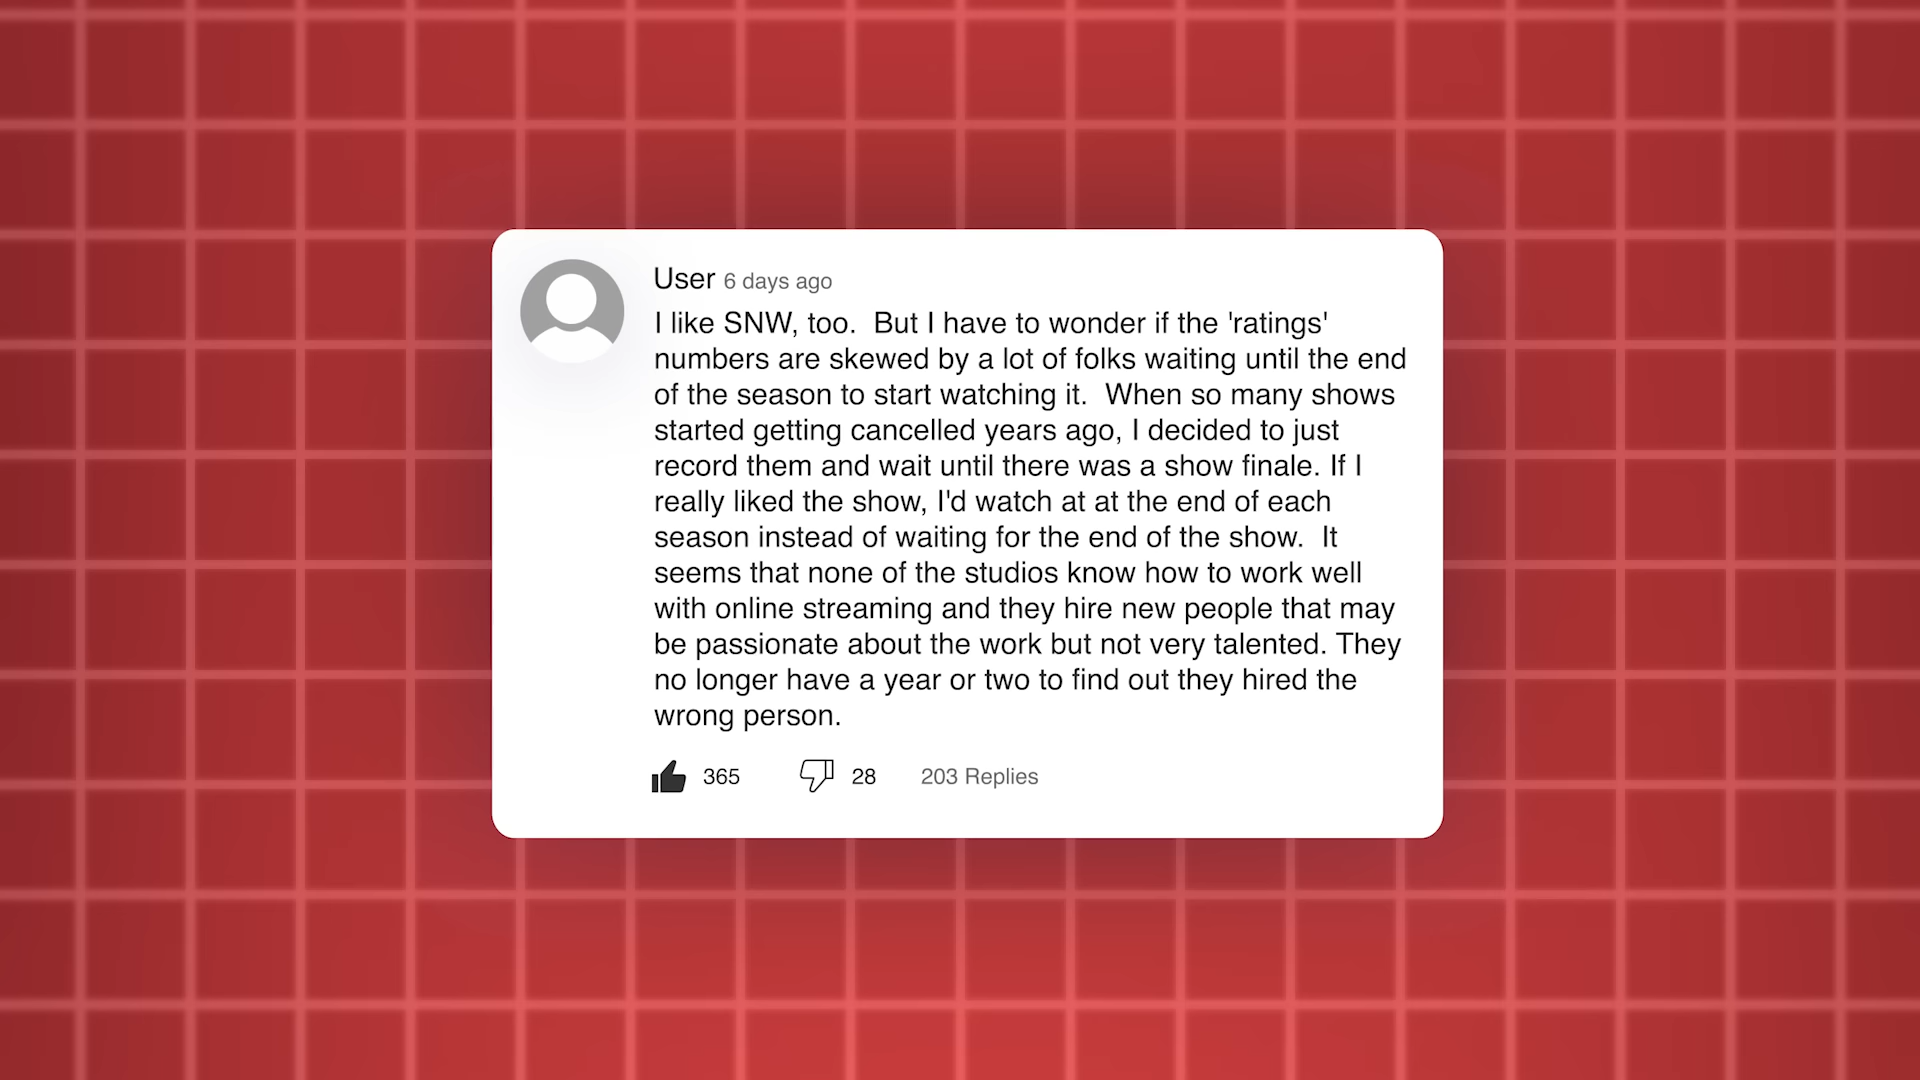 User 6 days ago
I like SNW, too.  But I have to wonder if the 'ratings'
numbers are skewed by a lot of folks waiting until the end
of the season to start watching it.  When so many shows
started getting cancelled years ago, I decided to just
record them and wait until there was a show finale. If I
really liked the show, I'd watch at at the end of each
season instead of waiting for the end of the show.  It
seems that none of the studios know how to work well
with online streaming and they hire new people that may
be passionate about the work but not very talented. They
no longer have a year or two to find out they hired the
wrong person.
365 28 203 Replies